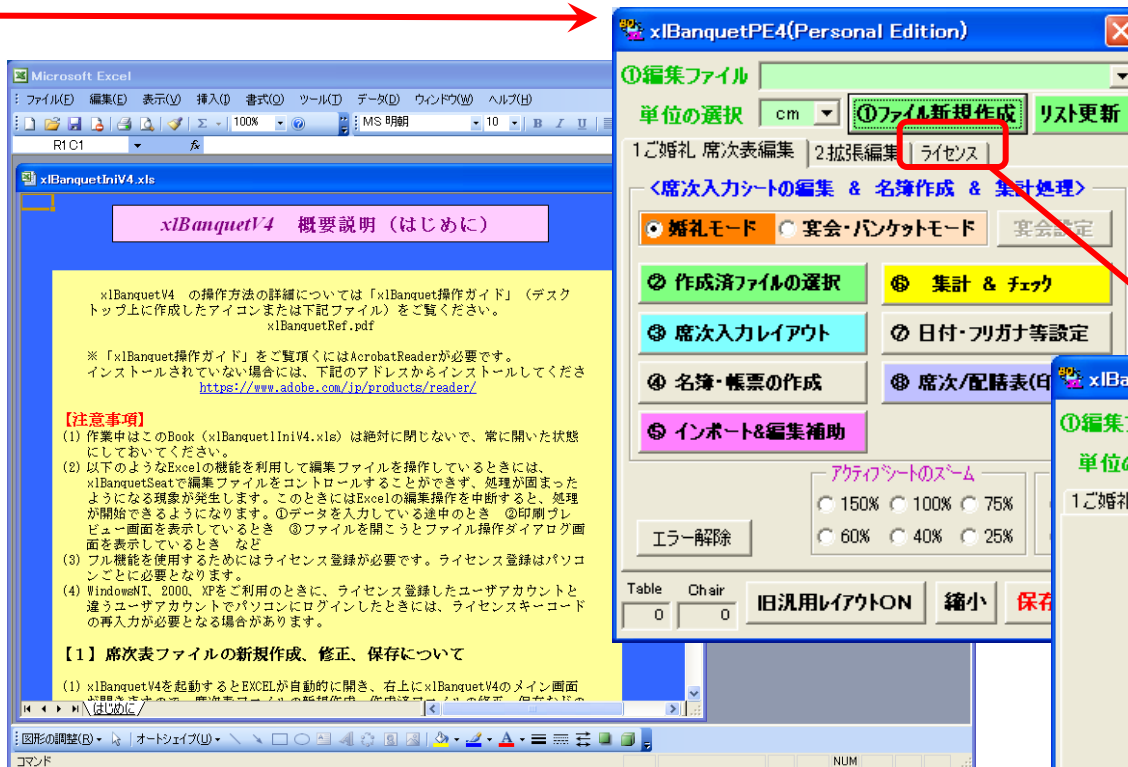 Microsoft Excel
ファイル(F) 編集(E) 表示(V) 挿入(I) 書式(O) ツール(T) データ(D) ウィンドウ(W) ヘルプ(H)
100% MS 明朝 10 B I U
R1C1 fx
xlBanquetIniV4.xls
xlBanquetV4 概要説明（はじめに）
xlBanquetV4 の操作方法の詳細については「xlBanquet操作ガイド」（デスク
トップ上に作成したアイコンまたは下記ファイル）をご覧ください。
xlBanquetRef.pdf
※「xlBanquet操作ガイド」をご覧頂くにはAcrobatReaderが必要です。
インストールされていない場合には、下記のアドレスからインストールしてくださ
https://www.adobe.com/jp/products/reader/
【注意事項】
(1) 作業中はこのBook（xlBanquetlIniV4.xls）は絶対に閉じないで、常に開いた状態
にしておいてください。
(2) 以下のようなExcelの機能を利用して編集ファイルを操作しているときには、
xlBanquetSeatで編集ファイルをコントロールすることができず、処理が固まった
ようになる現象が発生します。このときにはExcelの編集操作を中断すると、処理
が開始できるようになります。①データを入力している途中のとき ②印刷プレ
ビュー画面を表示しているとき ③ファイルを開こうとファイル操作ダイアログ画
面を表示しているとき など
(3) フル機能を使用するためにはライセンス登録が必要です。ライセンス登録はパソコ
ンごとに必要となります。
(4) WindowsNT、2000、XPをご利用のときに、ライセンス登録したユーザアカウントと
違うユーザアカウントでパソコンにログインしたときには、ライセンスキーコード
の再入力が必要となる場合があります。
【1】席次表ファイルの新規作成、修正、保存について
(1) xlBanquetV4を起動するとEXCELが自動的に開き、右上にxlBanquetV4のメイン画面
はじめに
図形の調整(R) オートシェイプ(U)
コマンド NUM
xlBanquetPE4(Personal Edition)
①編集ファイル
単位の選択 cm ①ファイル新規作成 リスト更新
1ご婚礼 席次表編集 2拡張編集 ライセンス
<席次入力シートの編集 & 名簿作成 & 集計処理>
婚礼モード 宴会・バンケットモード 宴会設定
② 作成済ファイルの選択 ⑥ 集計 & チェック
③ 席次入力レイアウト ⑦ 日付・フリガナ等設定
④ 名簿・帳票の作成 ⑧ 席次/配膳表(印
⑤ インポート&編集補助
アクティブシートのズーム
150% 100% 75%
エラー解除 60% 40% 25%
Table Chair
0 0 旧汎用レイアウトON 縮小 保存
xlBa
①編集
単位の
1ご婚礼